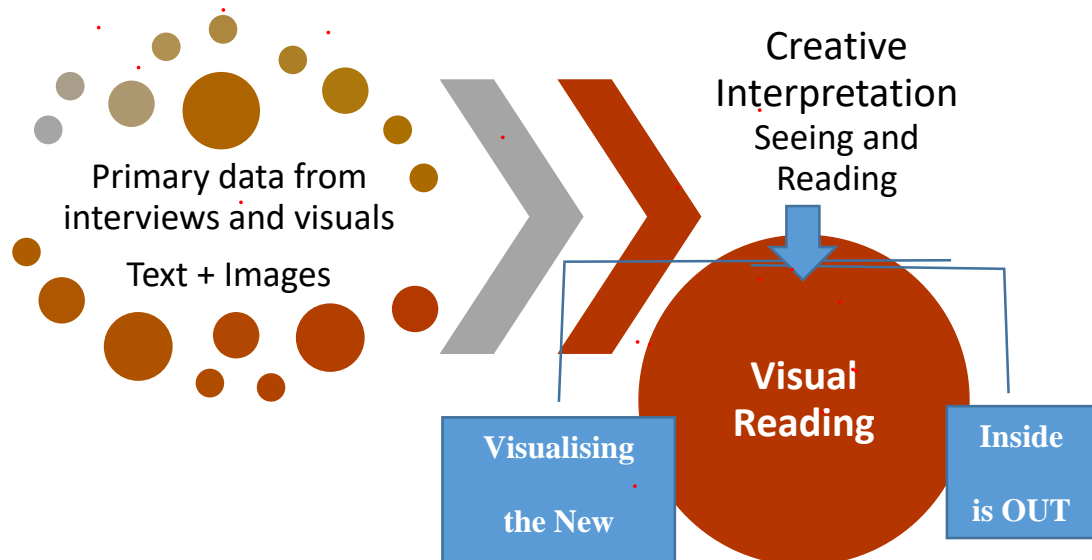 Primary data from
interviews and visuals
Text + Images
Creative
Interpretation
Seeing and
Reading
Visual
Reading
Visualising
the New
Inside
is OUT